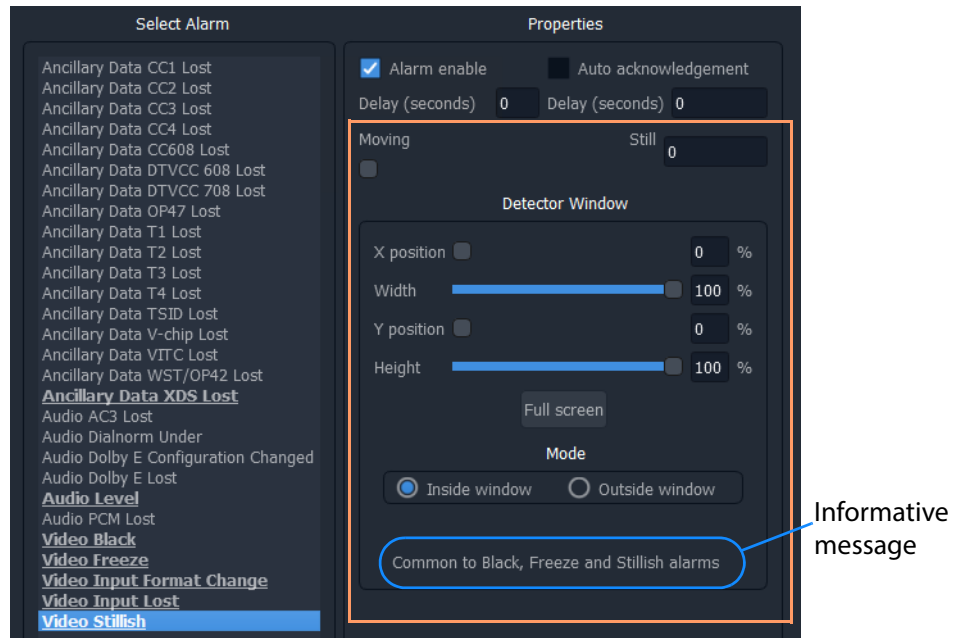 Select Alarm
Ancillary Data CC1 Lost
Ancillary Data CC2 Lost
Ancillary Data CC3 Lost
Ancillary Data CC4 Lost
Ancillary Data CC608 Lost
Ancillary Data DTVCC 608 Lost
Ancillary Data DTVCC 708 Lost
Ancillary Data OP47 Lost
Ancillary Data T1 Lost
Ancillary Data T2 Lost
Ancillary Data T3 Lost
Ancillary Data T4 Lost
Ancillary Data TSID Lost
Ancillary Data V-chip Lost
Ancillary Data VITC Lost
Ancillary Data WST/OP42 Lost
Ancillary Data XDS Lost
Audio AC3 Lost
Audio Dialnorm Under
Audio Dolby E Configuration Changed
Audio Dolby E Lost
Audio Level
Audio PCM Lost
Video Black
Video Freeze
Video Input Format Change
Video Input Lost
Video Stillish
Properties
Alarm enable Auto acknowledgement
Delay (seconds) 0 Delay (seconds) 0
Moving Still 0
Detector Window
X position 0 %
Width 100 %
Y position 0 %
Height 100 %
Full screen
Mode
Inside window Outside window
Common to Black, Freeze and Stillish alarms
Informative
message